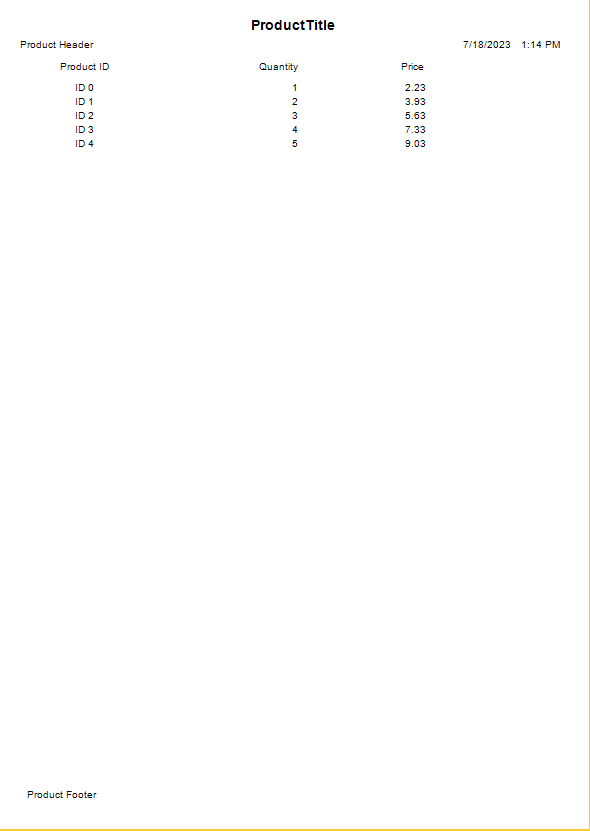 ProductTitle
Product Header 7/18/2023 1:14 PM
Product ID Quantity Price
ID 0 1 2.23
ID 1 2 3.93
ID 2 3 5.63
ID 3 4 7.33
ID 4 5 9.03
Product Footer